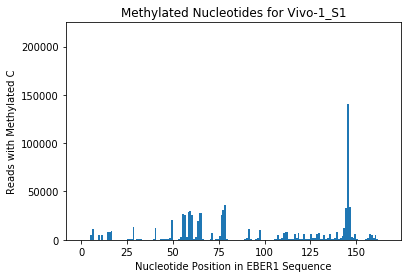 Methylated Nucleotides for Vivo-1_S1
200000
150000
100000
50000
0
Reads with Methylated C
0 25 50 75 100 125 150
Nucleotide Position in EBER1 Sequence